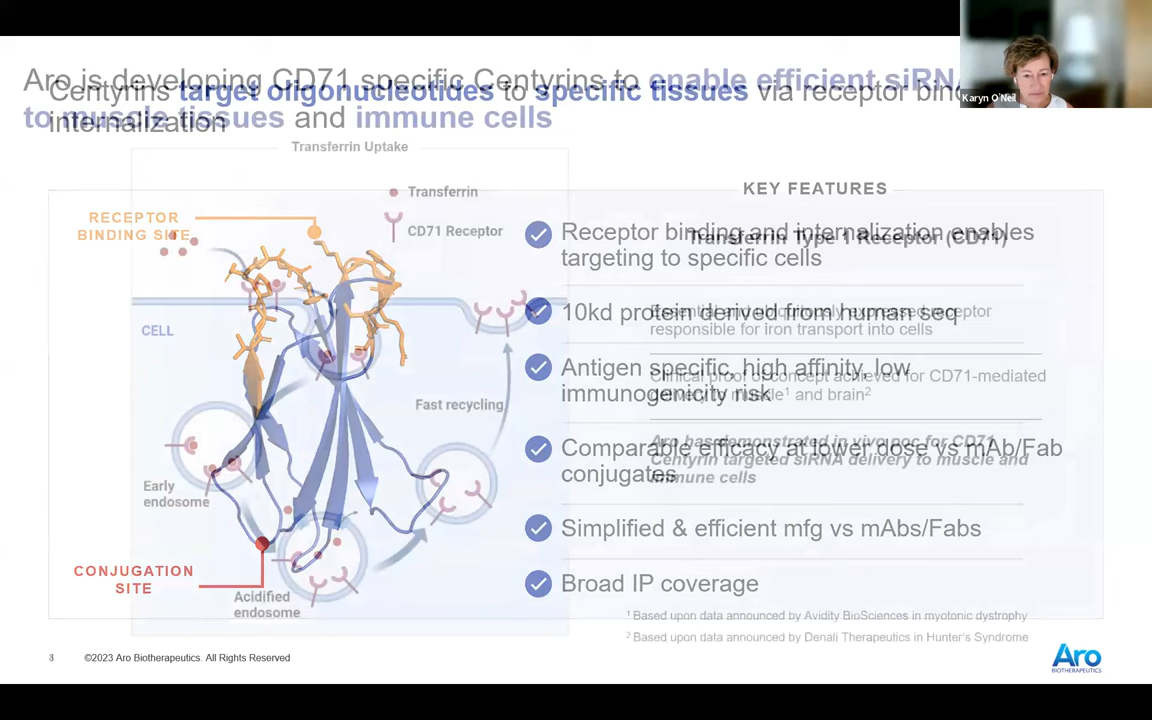 Aro is developing CD71 specific Centyrins to enable efficient siRNA
to muscle tissues and immune cells
Centyrins target oligonucleotides to specific tissues via receptor
internalization
Karyn O'Neil
Transferrin Uptake
Transferrin
CD71 Receptor
RECEPTOR
BINDING SITE
CELL
Fast recycling
Early
endosome
CONJUGATION
SITE
Acidified
endosome
KEY FEATURES
Receptor binding and internalization enables
targeting to specific cells
10kd protein derived from human seq
Antigen specific, high affinity, low
immunogenicity risk
Comparable efficacy at lower dose vs mAb/Fab
conjugates
Simplified & efficient mfg vs mAbs/Fabs
Broad IP coverage
Transferrin Type 1 Receptor (CD71)
Essential and ubiquitously expressed receptor
responsible for iron transport into cells
Clinical proof of concept achieved for CD71-mediated
delivery to muscle¹ and brain²
Aro has demonstrated in vivo poc for CD71
Centyrin targeted siRNA delivery to muscle and
immune cells
¹ Based upon data announced by Avidity BioSciences in myotonic dystrophy
² Based upon data announced by Denali Therapeutics in Hunter's Syndrome
©2023 Aro Biotherapeutics. All Rights Reserved
Aro
BIOTHERAPEUTICS